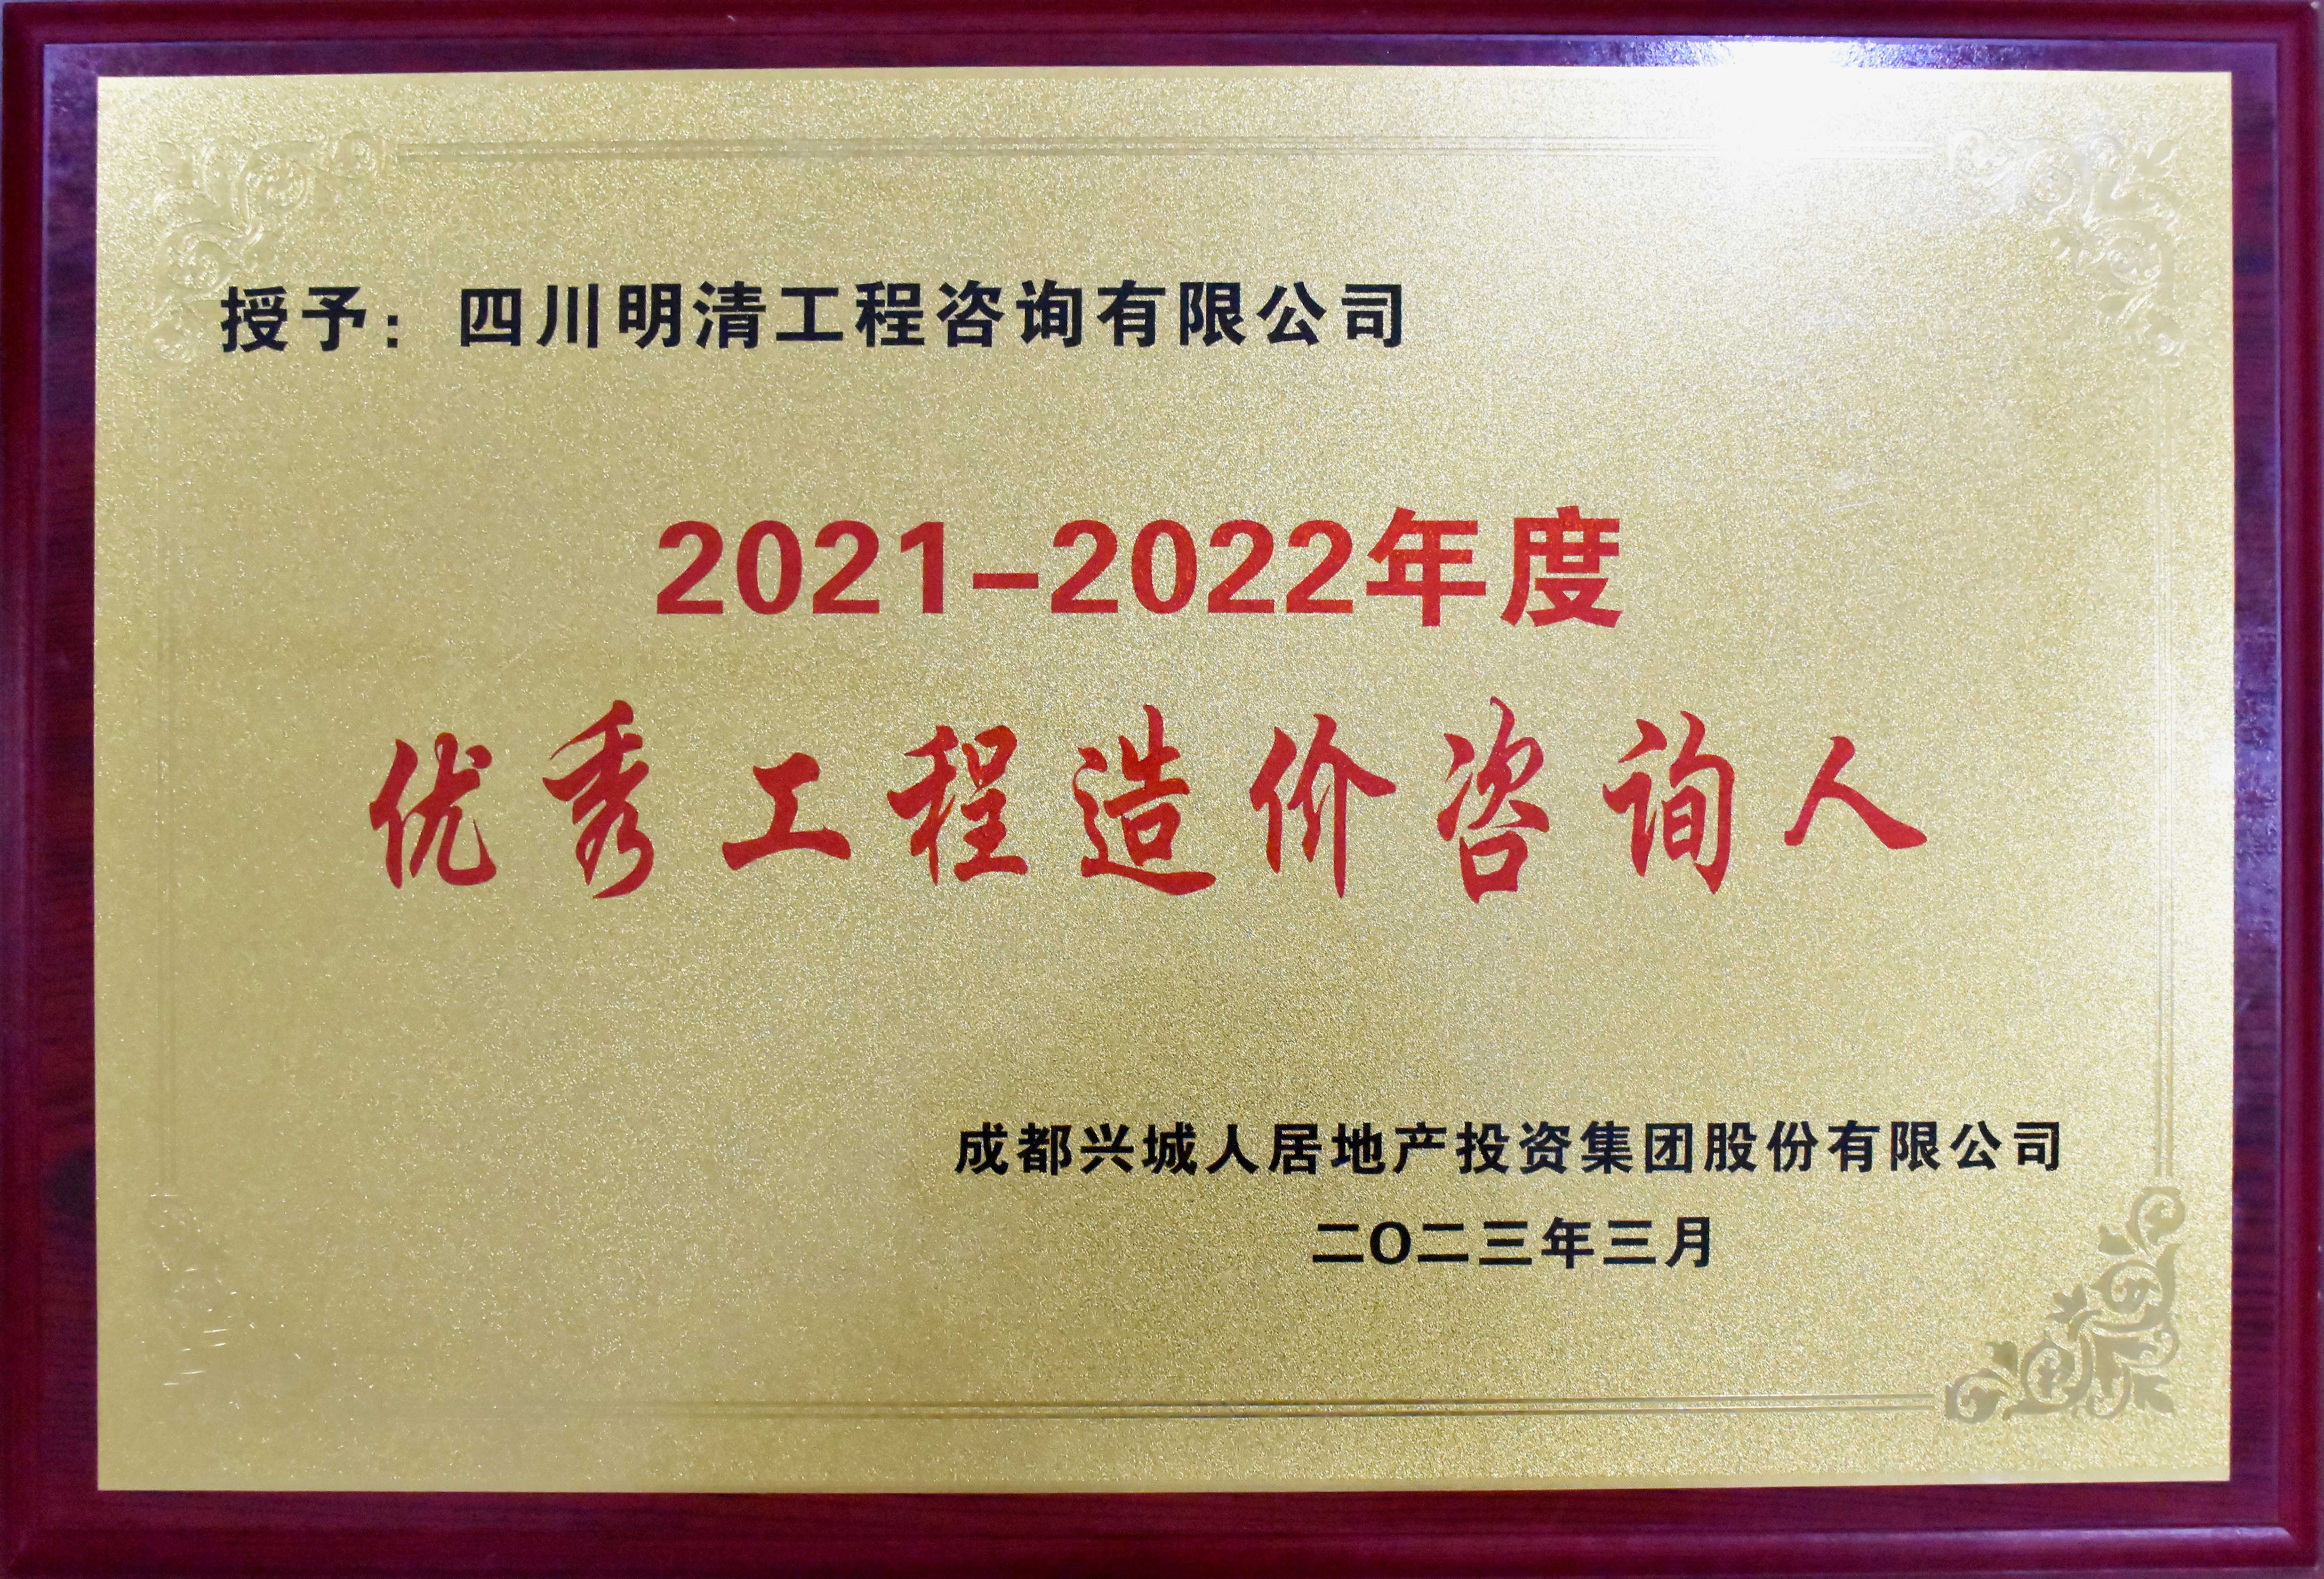 授予：四川明清工程咨询有限公司
2021-2022年度
优秀工程造价咨询人
成都兴城人居地产投资集团股份有限公司
二O二三年三月